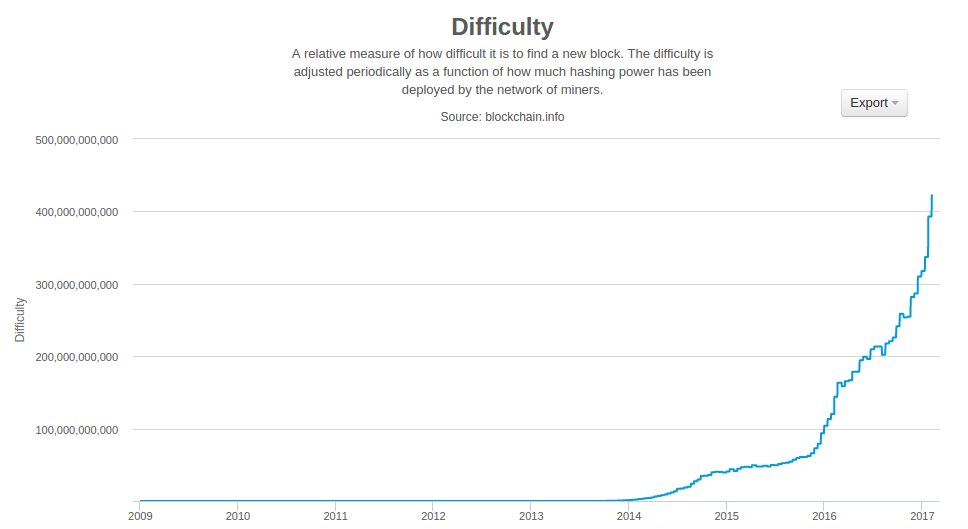 Difficulty
A relative measure of how difficult it is to find a new block. The difficulty is
adjusted periodically as a function of how much hashing power has been
deployed by the network of miners.
Export
Source: blockchain.info
500,000,000,000
400,000,000,000
300,000,000,000
Difficulty
200,000,000,000
100,000,000,000
2009 2010 2011 2012 2013 2014 2015 2016 2017